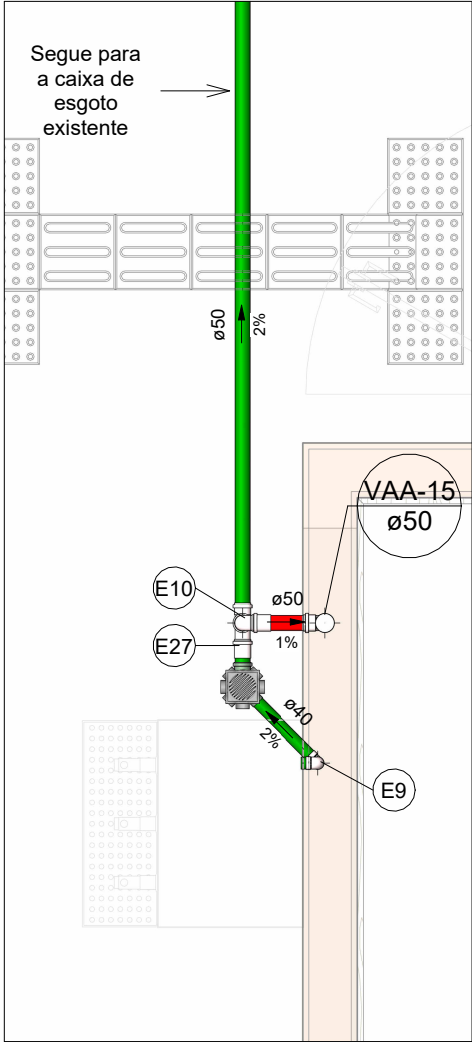 Segue para
a caixa de
esgoto
existente
ø50
2%
VAA-15
ø50
E10
ø50
1%
E27
ø40
2%
E9